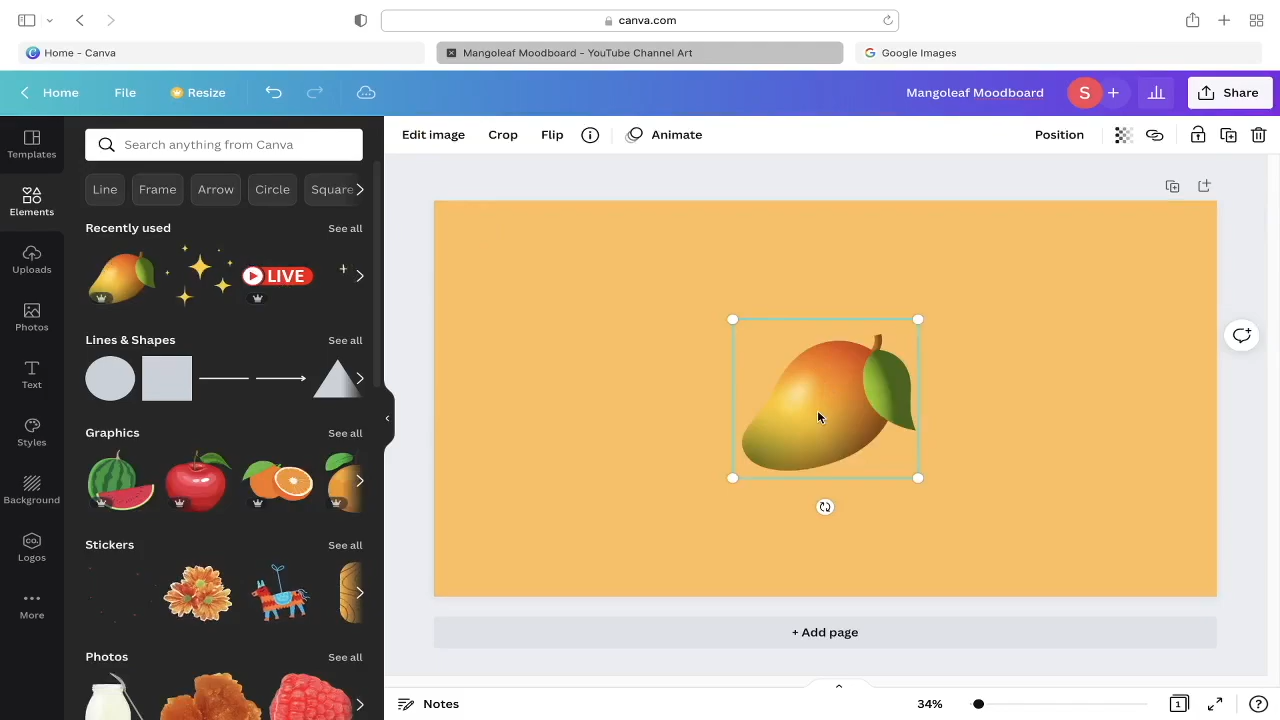 canva.com
Home - Canva
Mangoleaf Moodboard - YouTube Channel Art
Google Images
Home
File
Resize
Mangoleaf Moodboard
S
Share
Templates
Elements
Uploads
Photos
Text
Styles
Background
CO.
Logos
More
Search anything from Canva
Line
Frame
Arrow
Circle
Square
Recently used
See all
LIVE
Lines & Shapes
See all
Graphics
See all
Stickers
See all
Photos
See all
Edit image
Crop
Flip
Animate
Position
+ Add page
Notes
34%
1